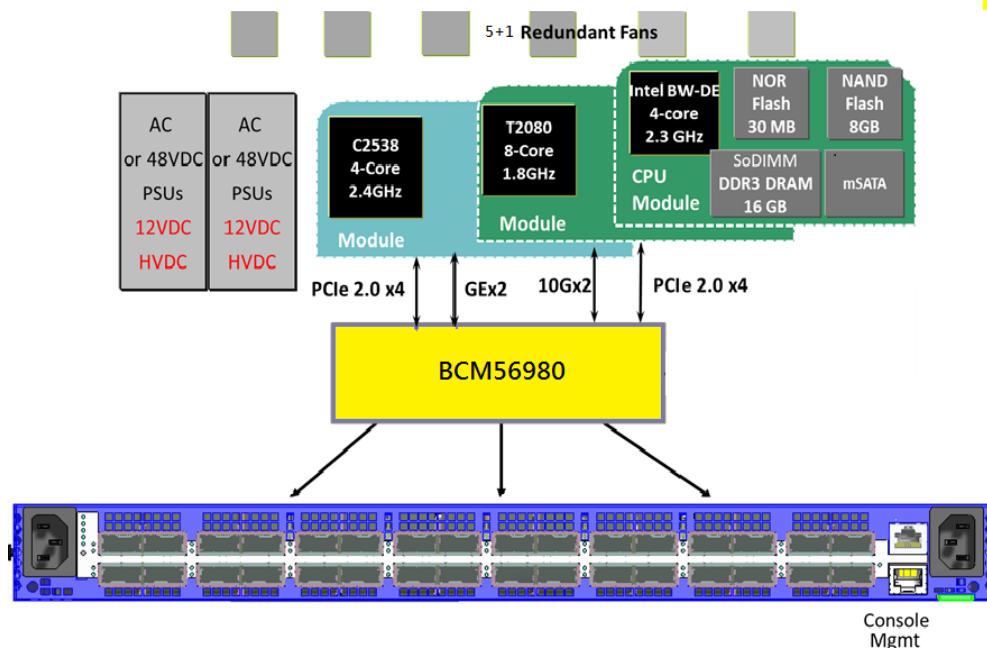 5+1 Redundant Fans
AC
or 48VDC
PSUs
12VDC
HVDC
AC
or 48VDC
PSUs
12VDC
HVDC
C2538
4-Core
2.4GHz
Module
T2080
8-Core
1.8GHz
Module
Intel BW-DE
4-core
2.3 GHz
CPU
Module
NOR
Flash
30 MB
NAND
Flash
8GB
SoDIMM
DDR3 DRAM
16 GB
mSATA
PCIe 2.0 x4
GEx2
10Gx2
PCIe 2.0 x4
BCM56980
Console
Mgmt